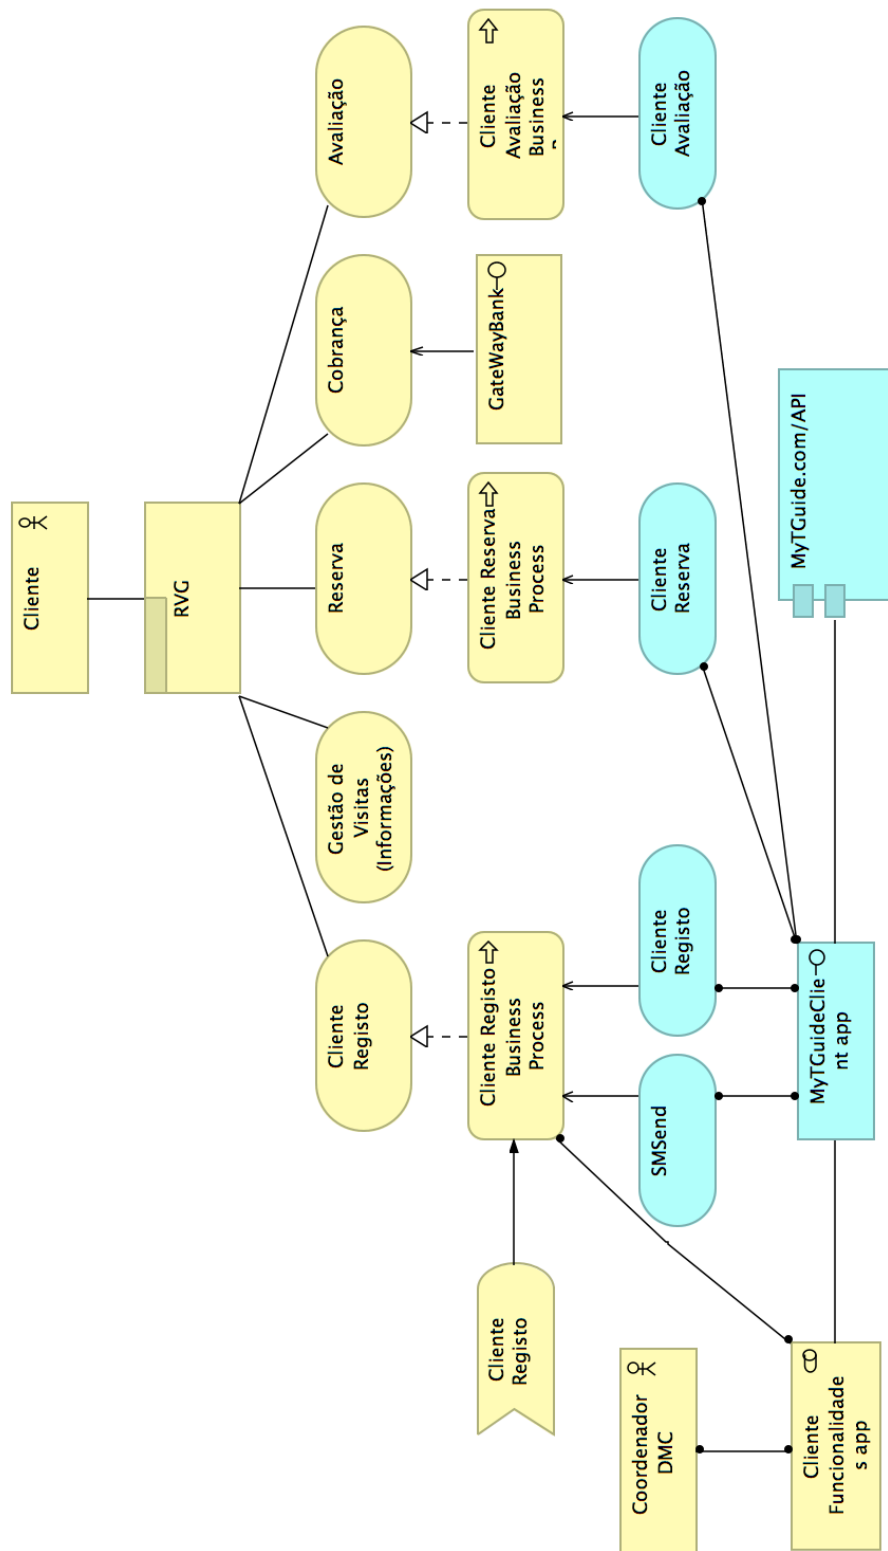 Cliente
RVG
Cliente
Registo
Gestão de
Visitas
(Informações)
Reserva
Cobrança
Avaliação
Cliente
Registo
Cliente Registo
Business
Process
Cliente Reserva
Business
Process
GateWayBank
Cliente
Avaliação
Business
Coordenador
DMC
SMSend
Cliente
Registo
Cliente
Reserva
Cliente
Avaliação
Cliente
Funcionalidade
s app
MyTGuideClie
nt app
MyTGuide.com/API